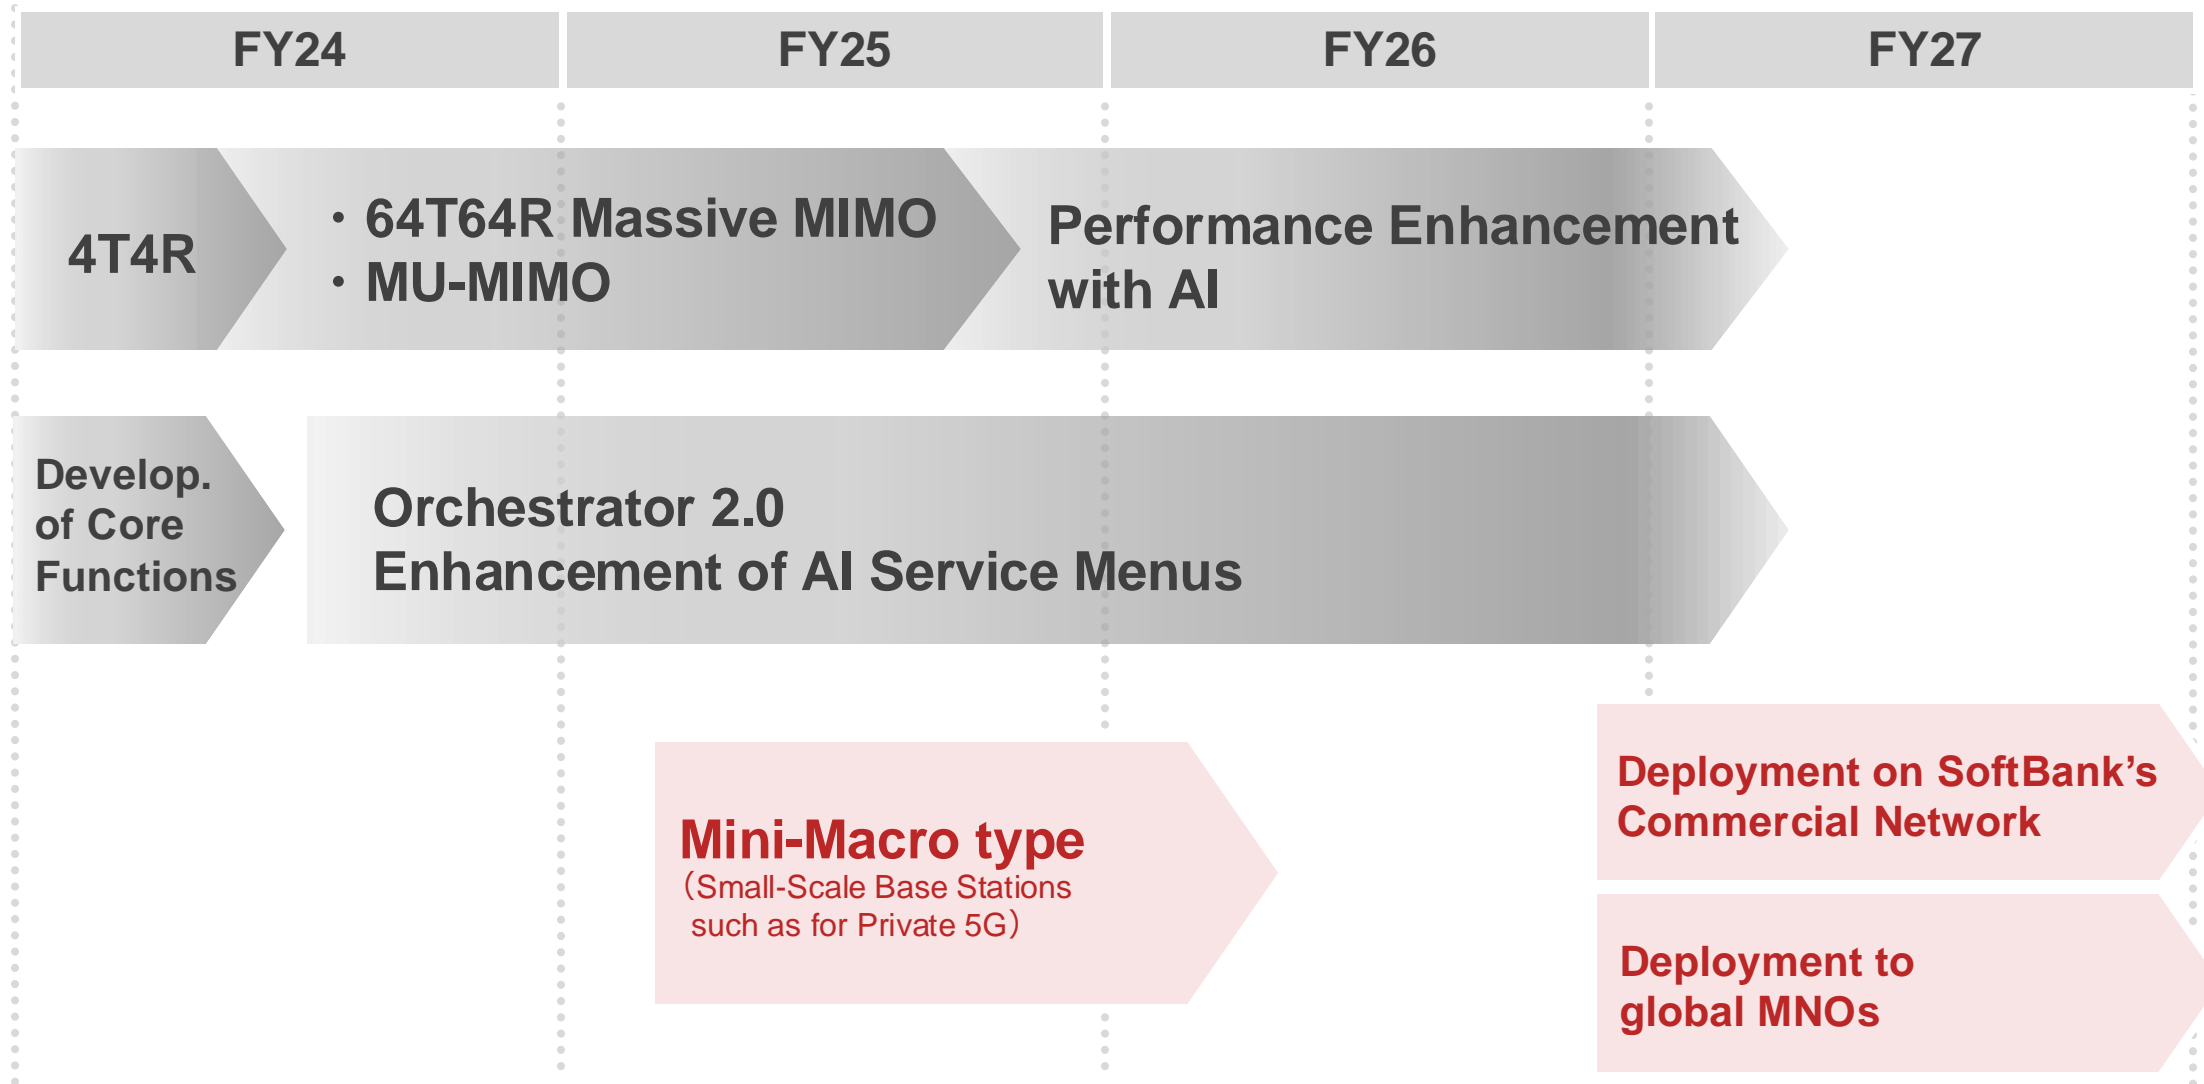 FY24
FY25
FY26
FY27
4T4R
・64T64R Massive MIMO
・MU-MIMO
Performance Enhancement
with AI
Develop.
of Core
Functions
Orchestrator 2.0
Enhancement of AI Service Menus
Mini-Macro type
（Small-Scale Base Stations
such as for Private 5G）
Deployment on SoftBank’s
Commercial Network
Deployment to
global MNOs